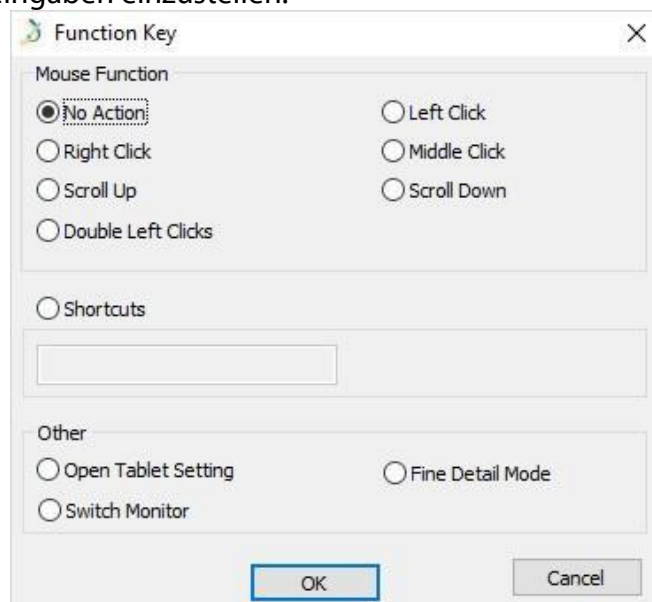 einzustellen.
Function Key
Mouse Function
No Action
Left Click
Right Click
Middle Click
Scroll Up
Scroll Down
Double Left Clicks
Shortcuts
Other
Open Tablet Setting
Fine Detail Mode
Switch Monitor
OK
Cancel